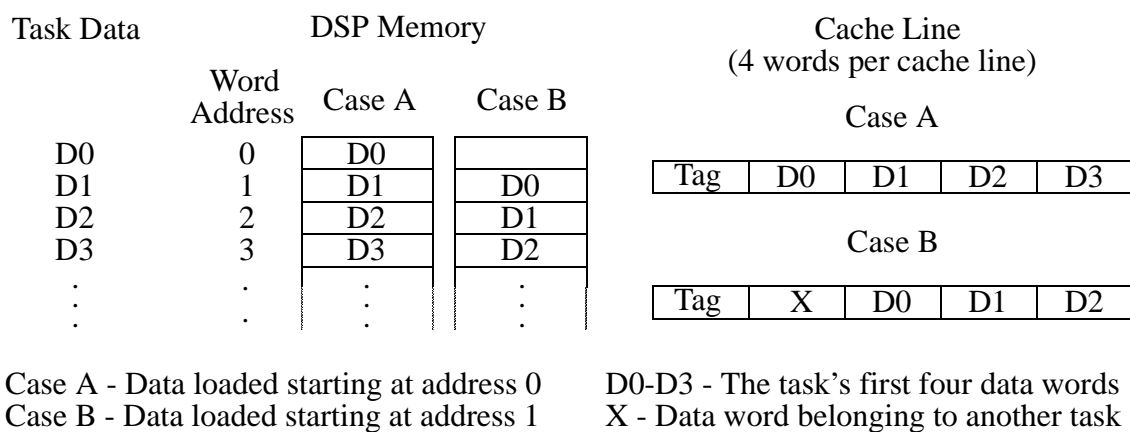 Task Data DSP Memory Cache Line
(4 words per cache line)
Word
Address Case A Case B
Case A
D0 0 D0
D1 1 D1 D0
Tag D0 D1 D2 D3
D2 2 D2 D1
D3 3 D3 D2
Case B
. . . .
Tag X D0 D1 D2
. . . .
. . . .
Case A - Data loaded starting at address 0 D0-D3 - The task's first four data words
Case B - Data loaded starting at address 1 X - Data word belonging to another task